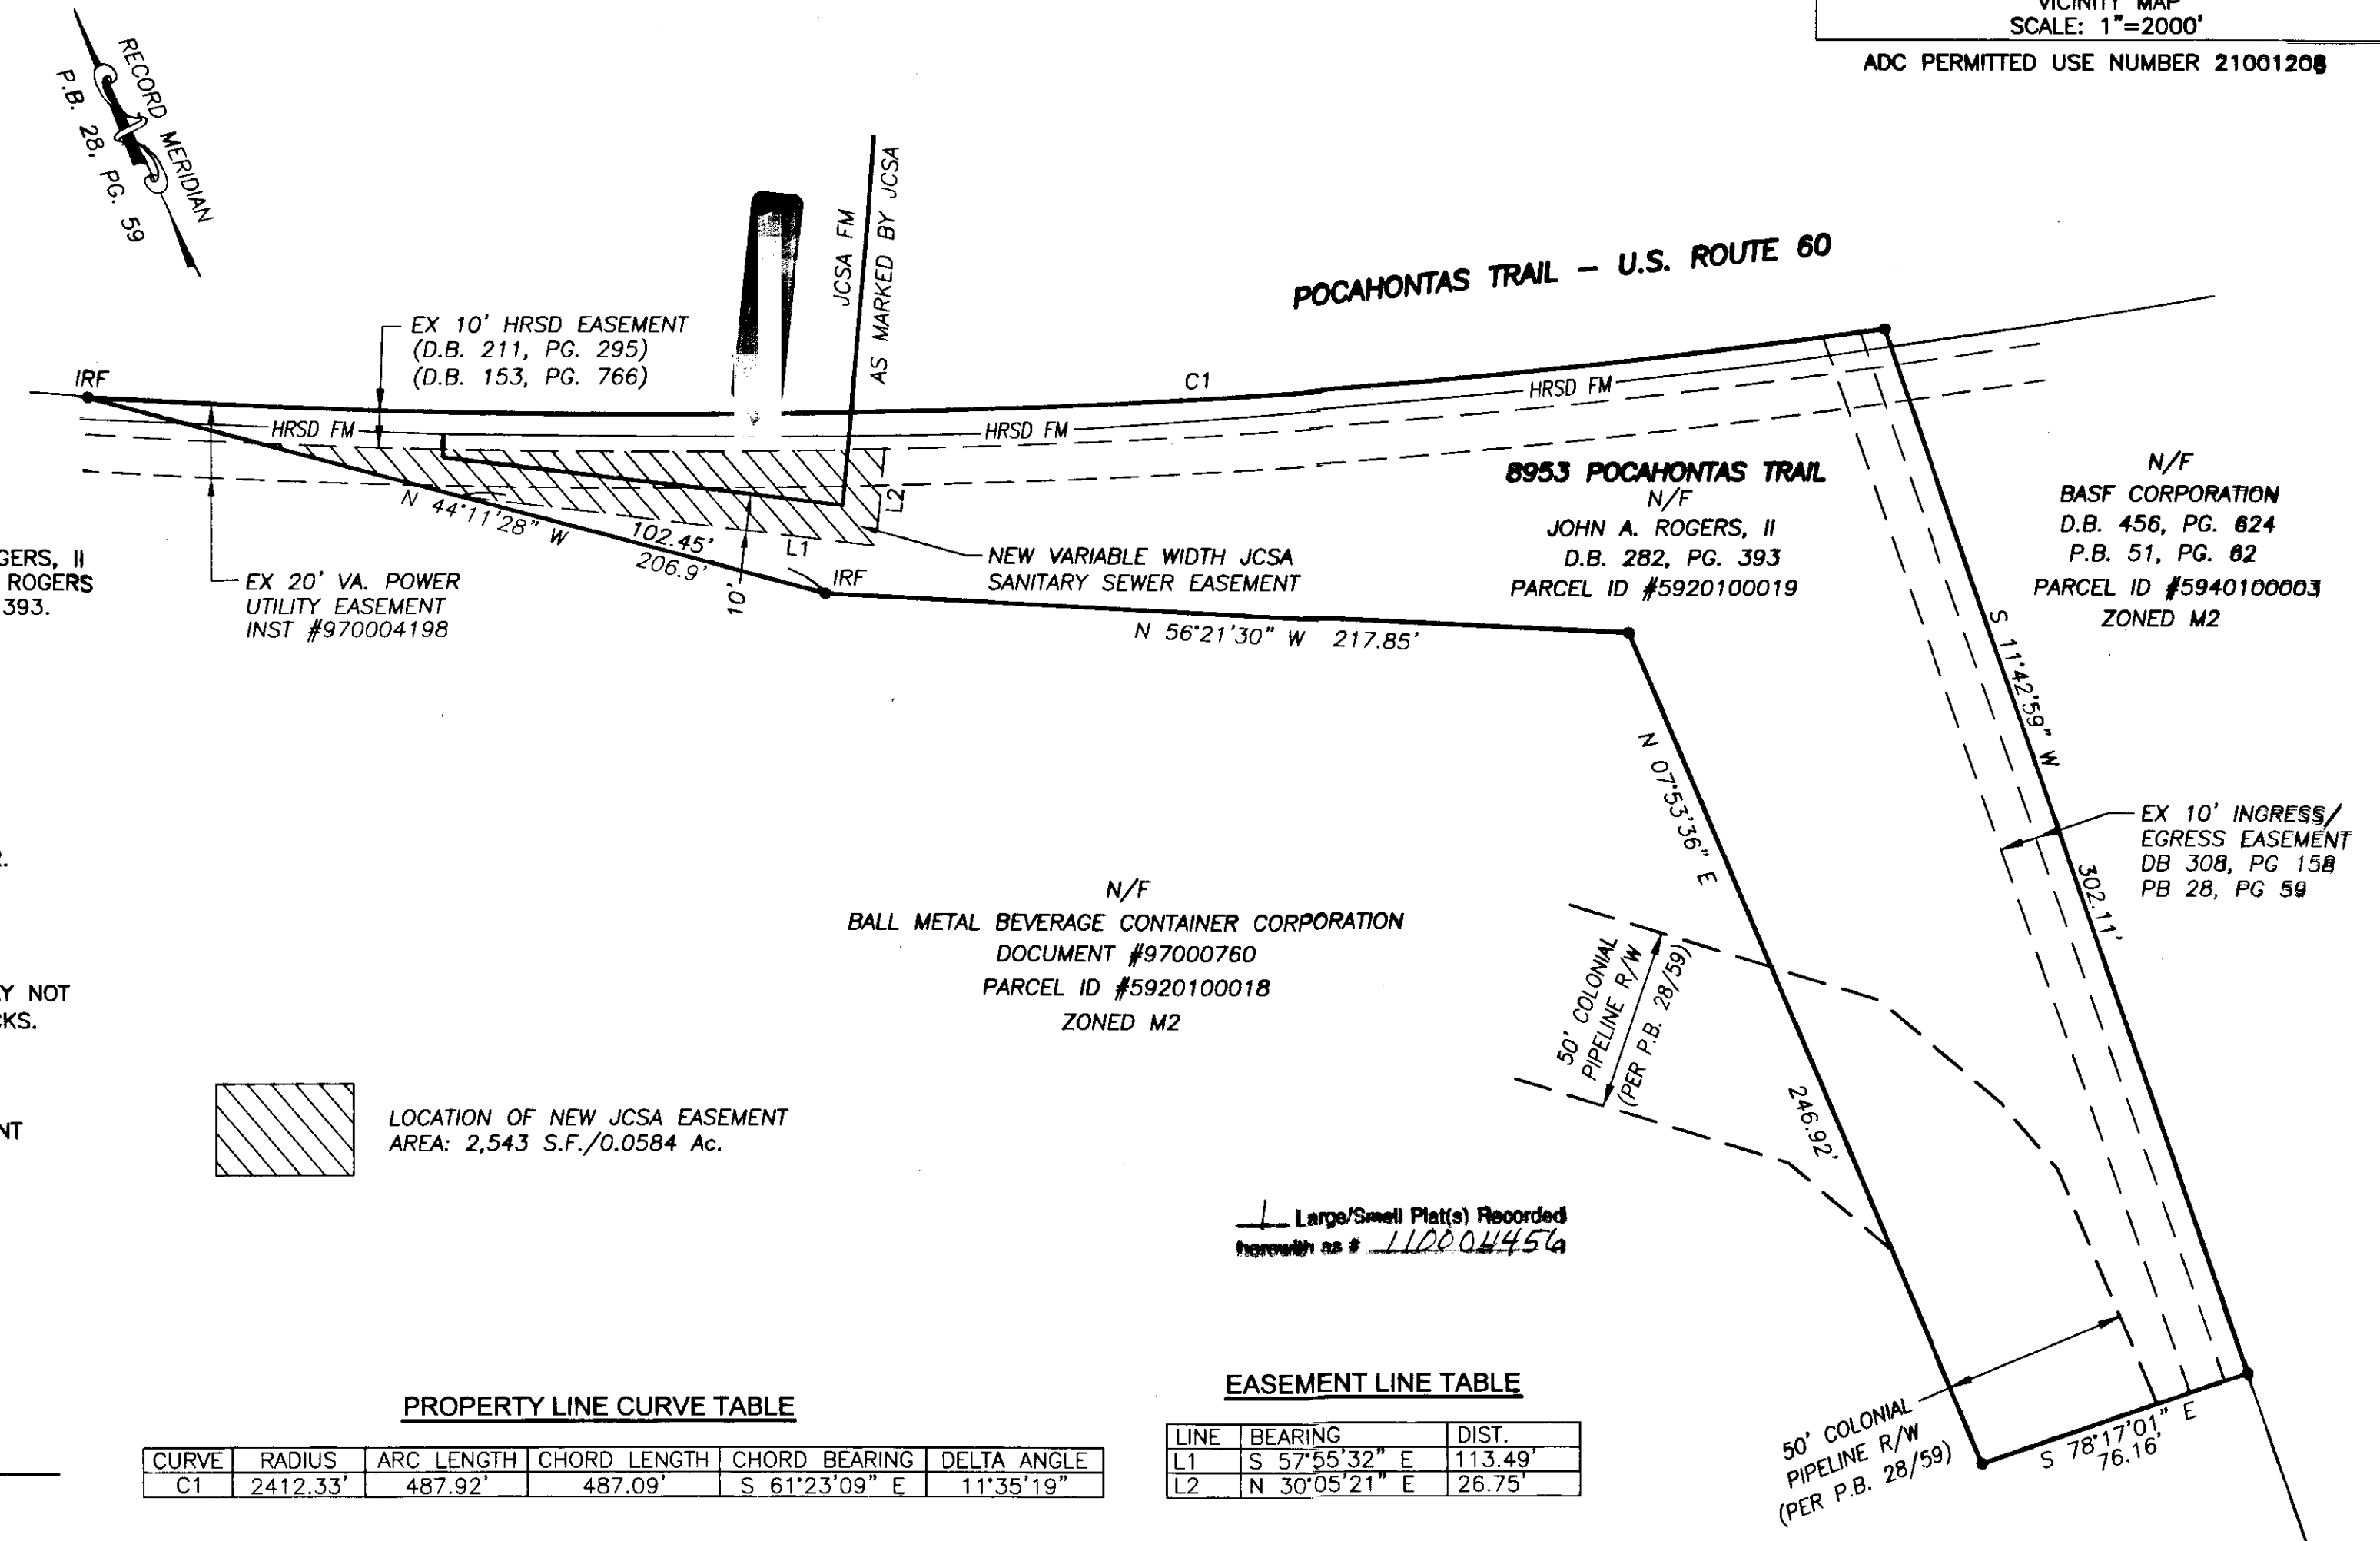 VICINITY MAP
SCALE: 1"=2000'
ADC PERMITTED USE NUMBER 21001208
RECORD MERIDIAN
P.B. 28, PG. 59
JCSA FM
AS MARKED BY JCSA
POCAHONTAS TRAIL - U.S. ROUTE 60
EX 10' HRSD EASEMENT
(D.B. 211, PG. 295)
(D.B. 153, PG. 766)
IRF
C1
HRSD FM
HRSD FM
HRSD FM
N 44°11'28" W
102.45'
206.9'
L1
L2
10'
IRF
NEW VARIABLE WIDTH JCSA
SANITARY SEWER EASEMENT
8953 POCAHONTAS TRAIL
N/F
JOHN A. ROGERS, II
D.B. 282, PG. 393
PARCEL ID #5920100019
N/F
BASF CORPORATION
D.B. 456, PG. 624
P.B. 51, PG. 62
PARCEL ID #5940100003
ZONED M2
GERS, II
ROGERS
393.
EX 20' VA. POWER
UTILITY EASEMENT
INST #970004198
N 56°21'30" W 217.85'
S 11°42'59" W
302.11'
N 07°53'36" E
246.92'
EX 10' INGRESS/
EGRESS EASEMENT
DB 308, PG 158
PB 28, PG 59
R.
N/F
BALL METAL BEVERAGE CONTAINER CORPORATION
DOCUMENT #97000760
PARCEL ID #5920100018
ZONED M2
50' COLONIAL
PIPELINE R/W
(PER P.B. 28/59)
Y NOT
CKS.
NT
LOCATION OF NEW JCSA EASEMENT
AREA: 2,543 S.F./0.0584 Ac.
1 Large/Small Plat(s) Recorded
herewith as # 110004456
50' COLONIAL
PIPELINE R/W
(PER P.B. 28/59)
S 78°17'01" E
76.16'
PROPERTY LINE CURVE TABLE
CURVE RADIUS ARC LENGTH CHORD LENGTH CHORD BEARING DELTA ANGLE
C1 2412.33' 487.92' 487.09' S 61°23'09" E 11°35'19"
EASEMENT LINE TABLE
LINE BEARING DIST.
L1 S 57°55'32" E 113.49'
L2 N 30°05'21" E 26.75'